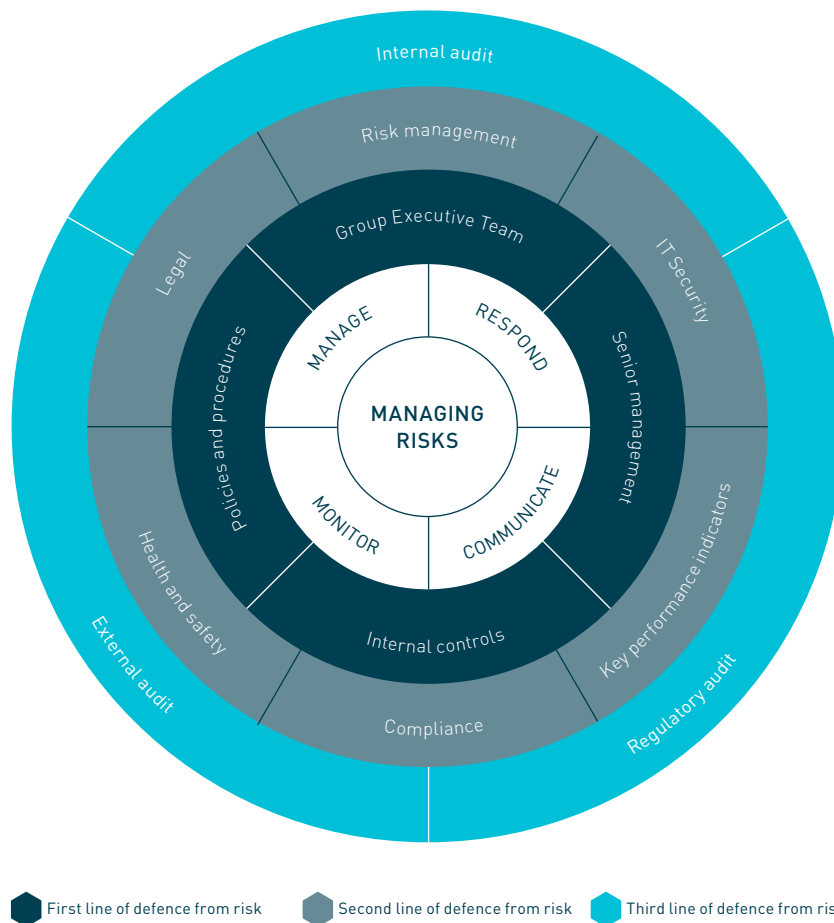 Internal audit
Risk management
Group Executive Team
Legal
IT Security
MANAGE
RESPOND
Policies and procedures
Senior management
MANAGING
RISKS
MONITOR
COMMUNICATE
Health and safety
Key performance indicators
Internal controls
External audit
Regulatory audit
Compliance
First line of defence from risk
Second line of defence from risk
Third line of defence from